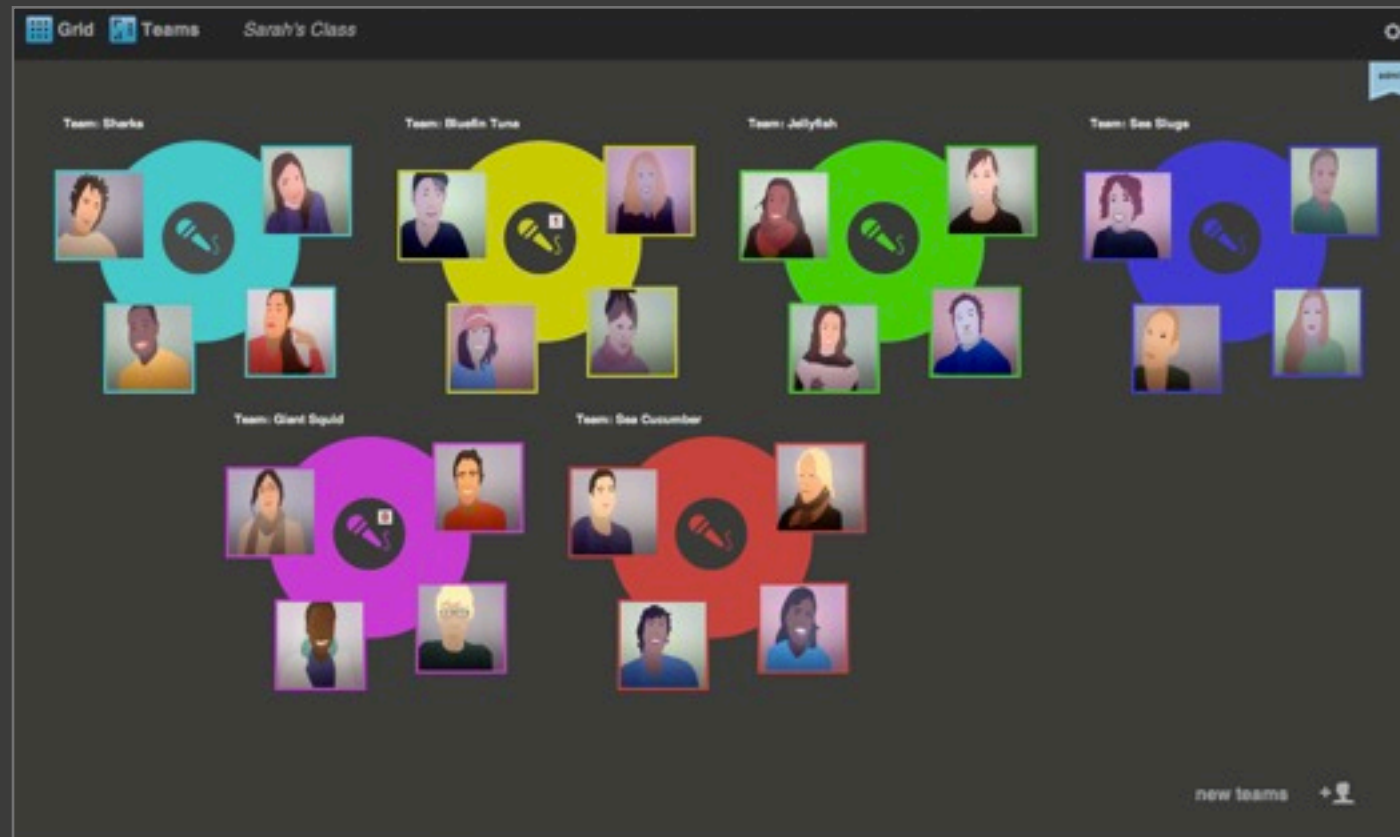 Grid Teams Sarah's Class
Team: Sharks
Team: Bluefin Tuna
Team: Jellyfish
Team: Sea Slugs
Team: Giant Squid
Team: Sea Cucumber
new teams